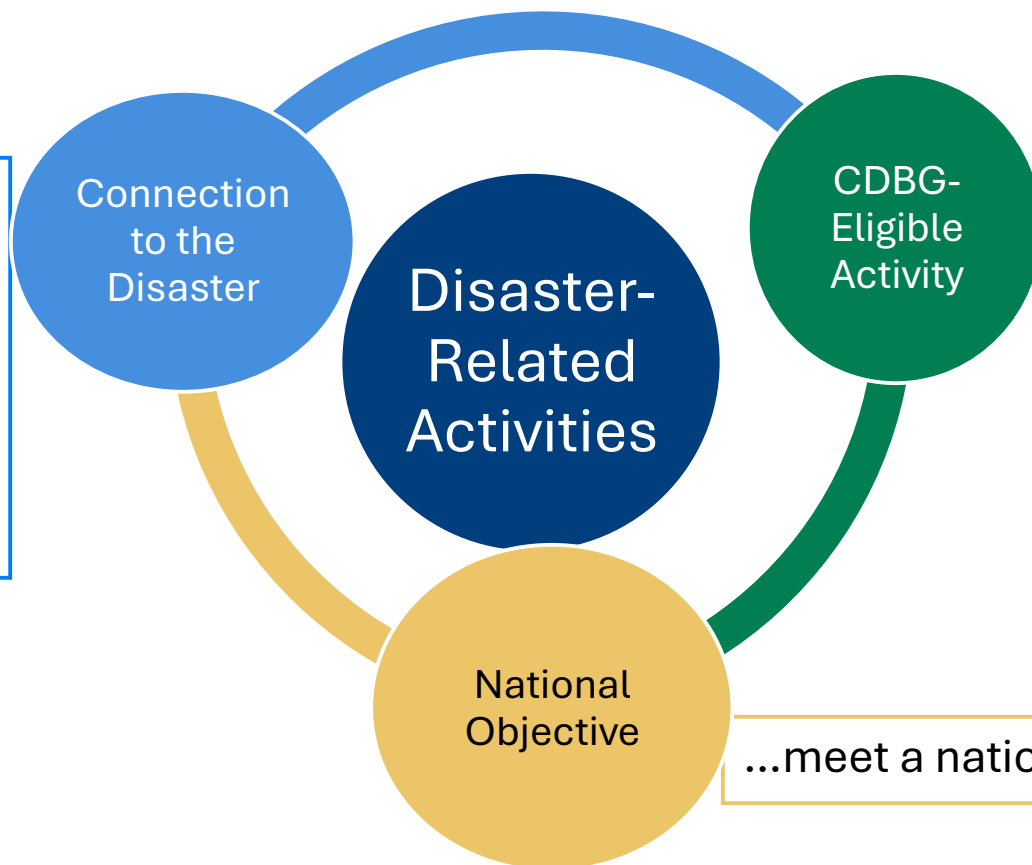 Connection
to the
Disaster
CDBG-
Eligible
Activity
Disaster-
Related
Activities
National
Objective
...meet a natio